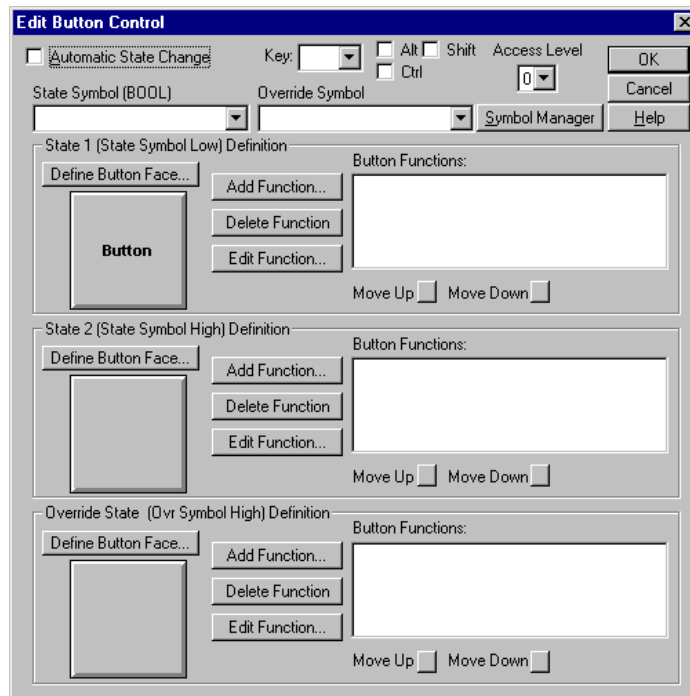 Edit Button Control
Automatic State Change
Key:
Alt
Shift
Ctrl
Access Level
0
OK
Cancel
Help
State Symbol (BOOL)
Override Symbol
Symbol Manager
State 1 (State Symbol Low) Definition
Define Button Face...
Button
Add Function...
Delete Function
Edit Function...
Button Functions:
Move Up
Move Down
State 2 (State Symbol High) Definition
Define Button Face...
Add Function...
Delete Function
Edit Function...
Button Functions:
Move Up
Move Down
Override State (Ovr Symbol High) Definition
Define Button Face...
Add Function...
Delete Function
Edit Function...
Button Functions:
Move Up
Move Down